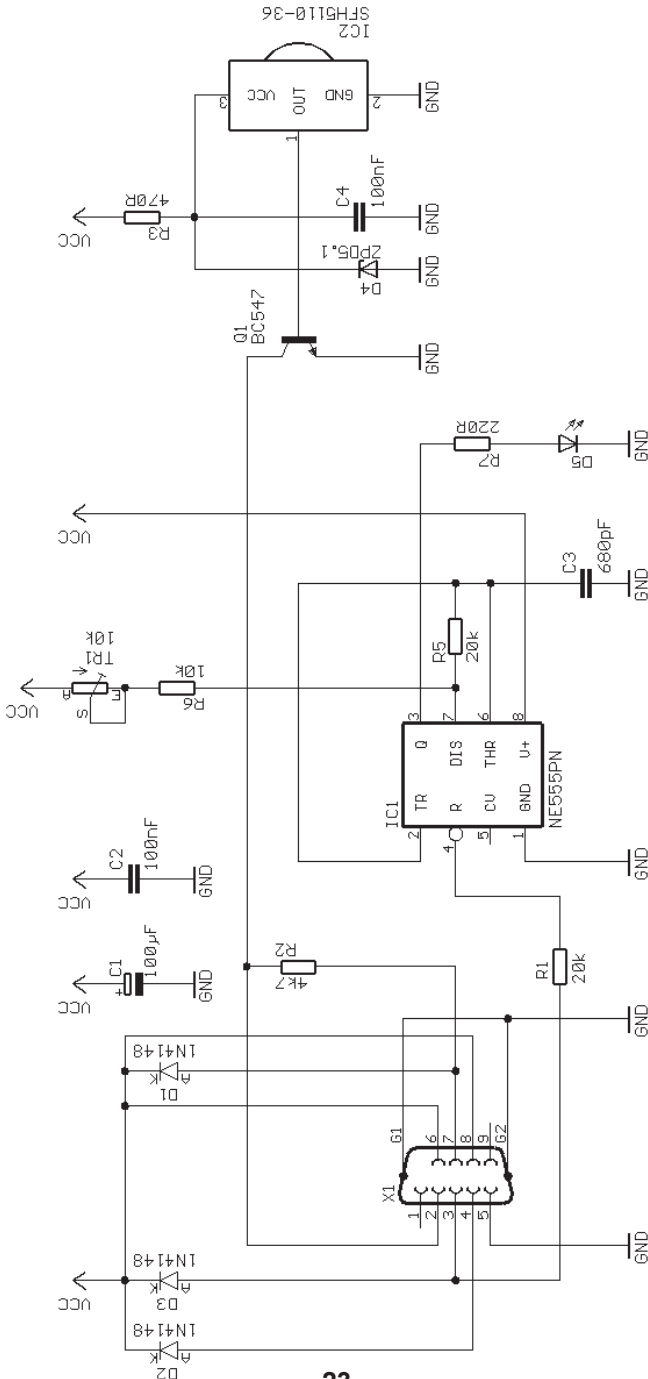 SFH5110-36
IC2
3
VCC
OUT
GND
2
1
GND
VCC
470R
R3
C4
100nF
GND
ZPD5.1
D4
GND
Q1
BC547
GND
220R
R7
D5
GND
VCC
C3
680pF
GND
R5
20k
10k
TR1
VCC
A
S
E
10k
R6
3
7
6
8
Q
DIS
THR
V+
IC1
TR
R
CV
GND
NE555PN
2
4
5
1
GND
VCC
C2
100nF
GND
VCC
C1
+
100µF
GND
R2
4k7
R1
20k
GND
1N4148
K
A
D1
G1
6
7
8
9
G2
X1
1
2
3
4
5
GND
VCC
1N4148
K
A
D3
1N4148
K
A
D2
23